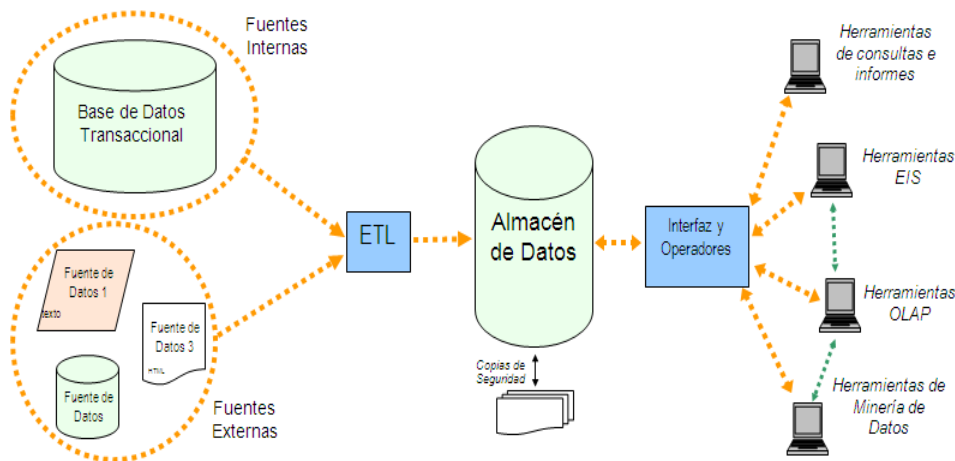 Fuentes
Internas
Base de Datos
Transaccional
Fuente de
Datos 1
texto
Fuente de
Datos 3
HTML
Fuente de
Datos
Fuentes
Externas
ETL
Almacén
de Datos
Copias de
Seguridad
Interfaz y
Operadores
Herramientas
de consultas e
informes
Herramientas
EIS
Herramientas
OLAP
Herramientas de
Minería de
Datos